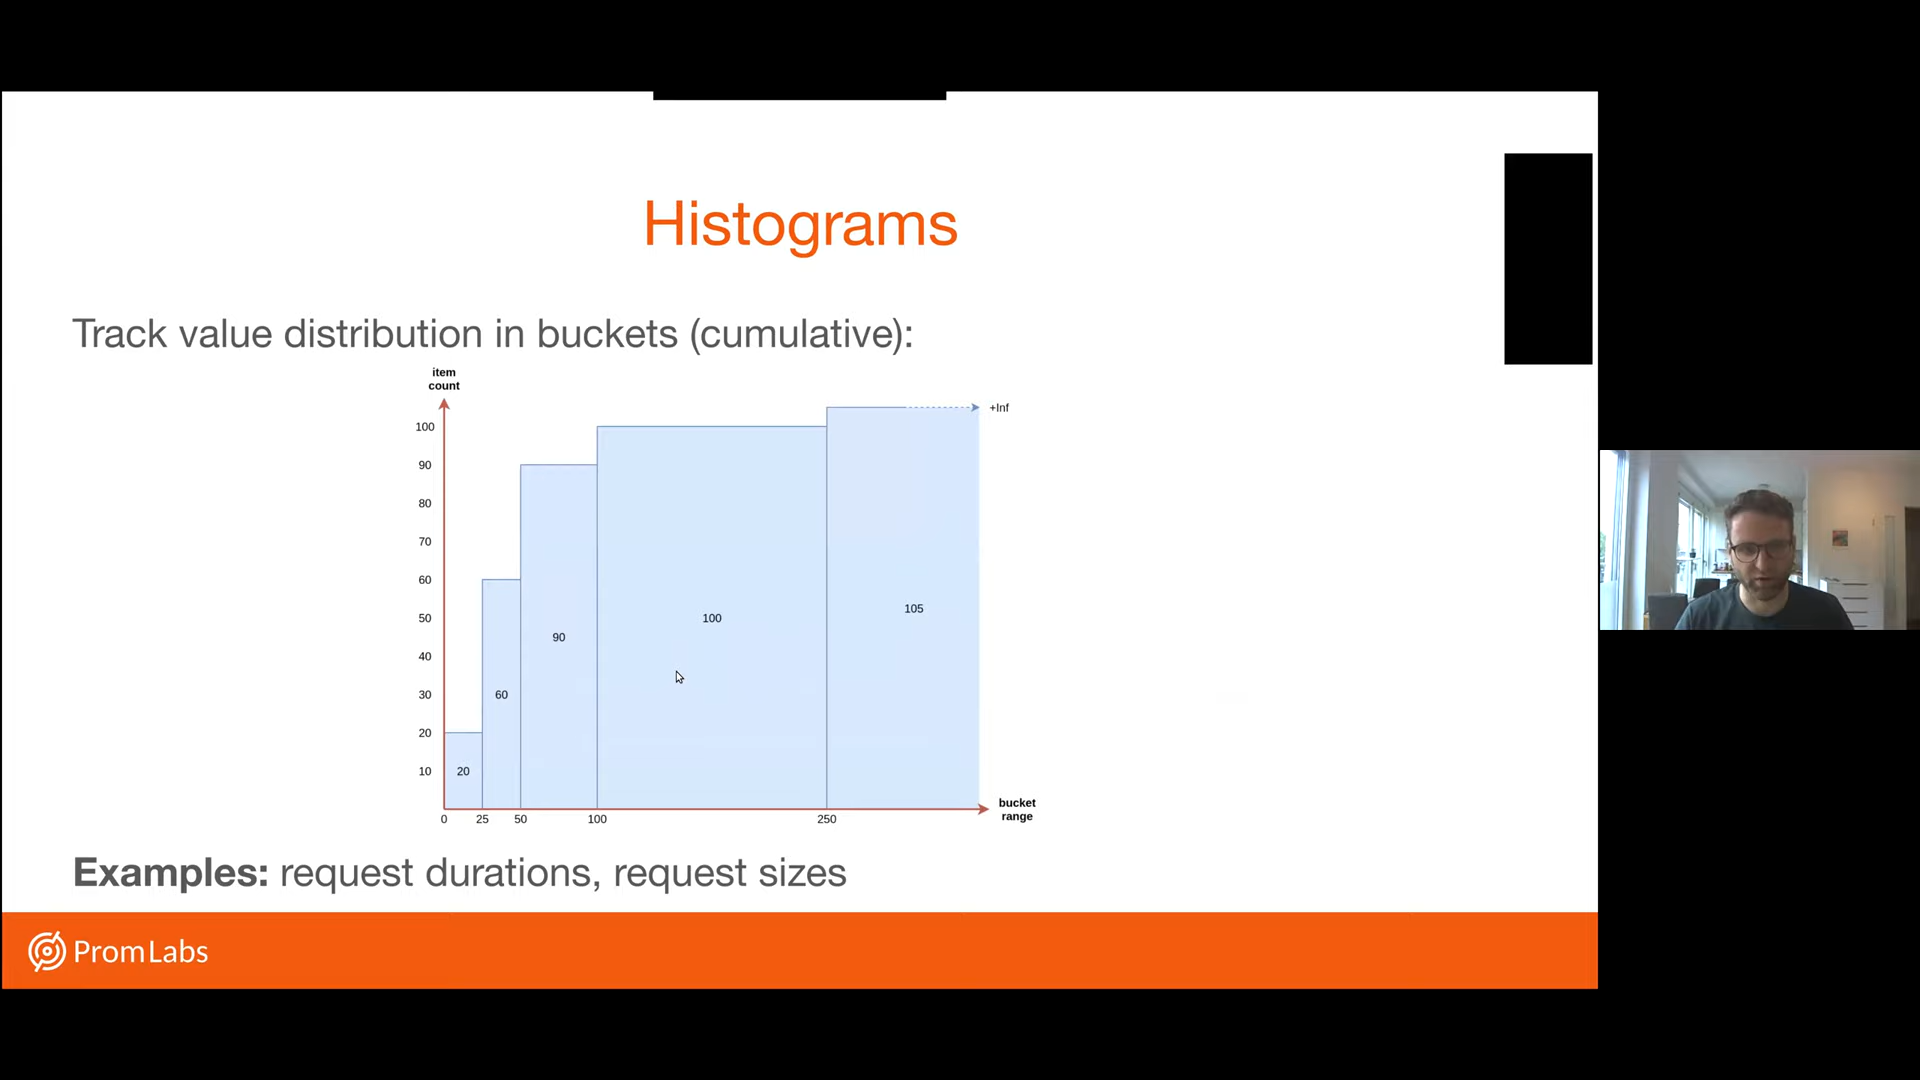 Histograms
Track value distribution in buckets (cumulative):
item
count
+Inf
100
90
80
70
60
50
40
30
20
10
20
60
90
100
105
0 25 50 100 250
bucket
range
Examples: request durations, request sizes
PromLabs